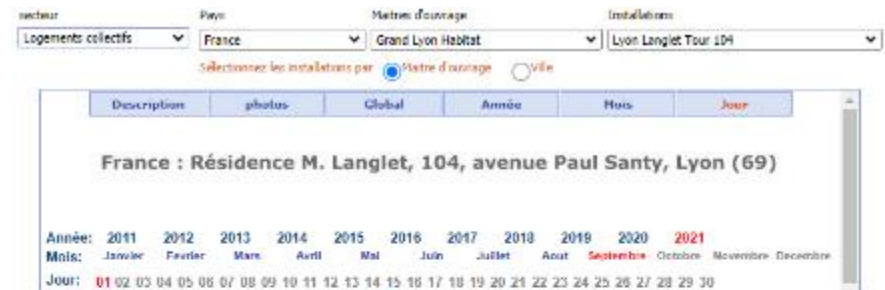 secteur Pays Maitres d'ouvrage Installations
Logements collectifs France Grand Lyon Habitat Lyon Langlet Tour 104
Sélectionnez les installations par Maitre d'ouvrage Ville
Description photos Global Année Mois Jour
France : Résidence M. Langlet, 104, avenue Paul Santy, Lyon (69)
Année: 2011 2012 2013 2014 2015 2016 2017 2018 2019 2020 2021
Mois: Janvier Fevrier Mars Avril Mai Juin Juillet Aout Septembre Octobre Novembre Decembre
Jour: 01 02 03 04 05 06 07 08 09 10 11 12 13 14 15 16 17 18 19 20 21 22 23 24 25 26 27 28 29 30